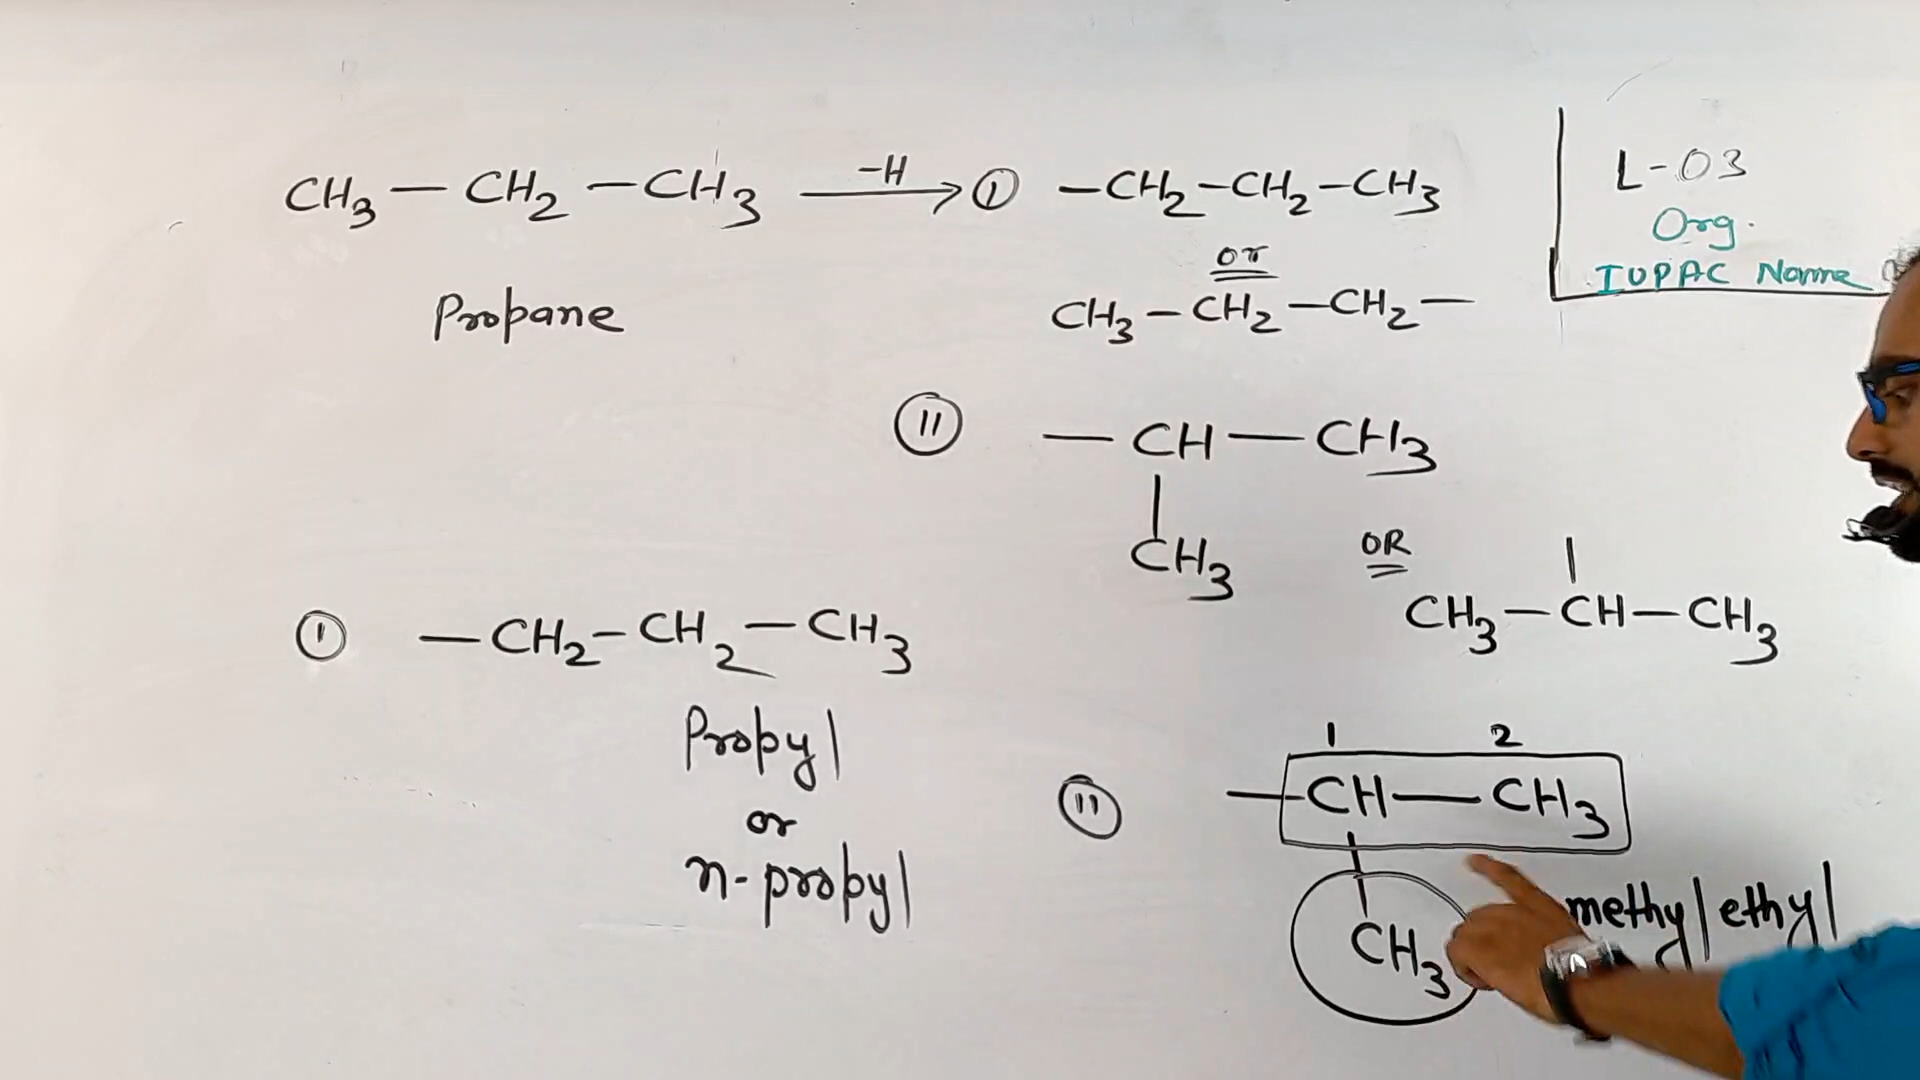 CH3 — CH2 — CH3 —H→ ① —CH2—CH2—CH3
or
Propane
CH3—CH2—CH2—
L-03
Org.
IUPAC Name
⑪ — CH — CH3
|
CH3
OR
|
CH3—CH—CH3
① —CH2—CH2—CH3
Propyl
or
n-propyl
1 2
⑪ —CH—CH3
|
CH3
methyl ethyl